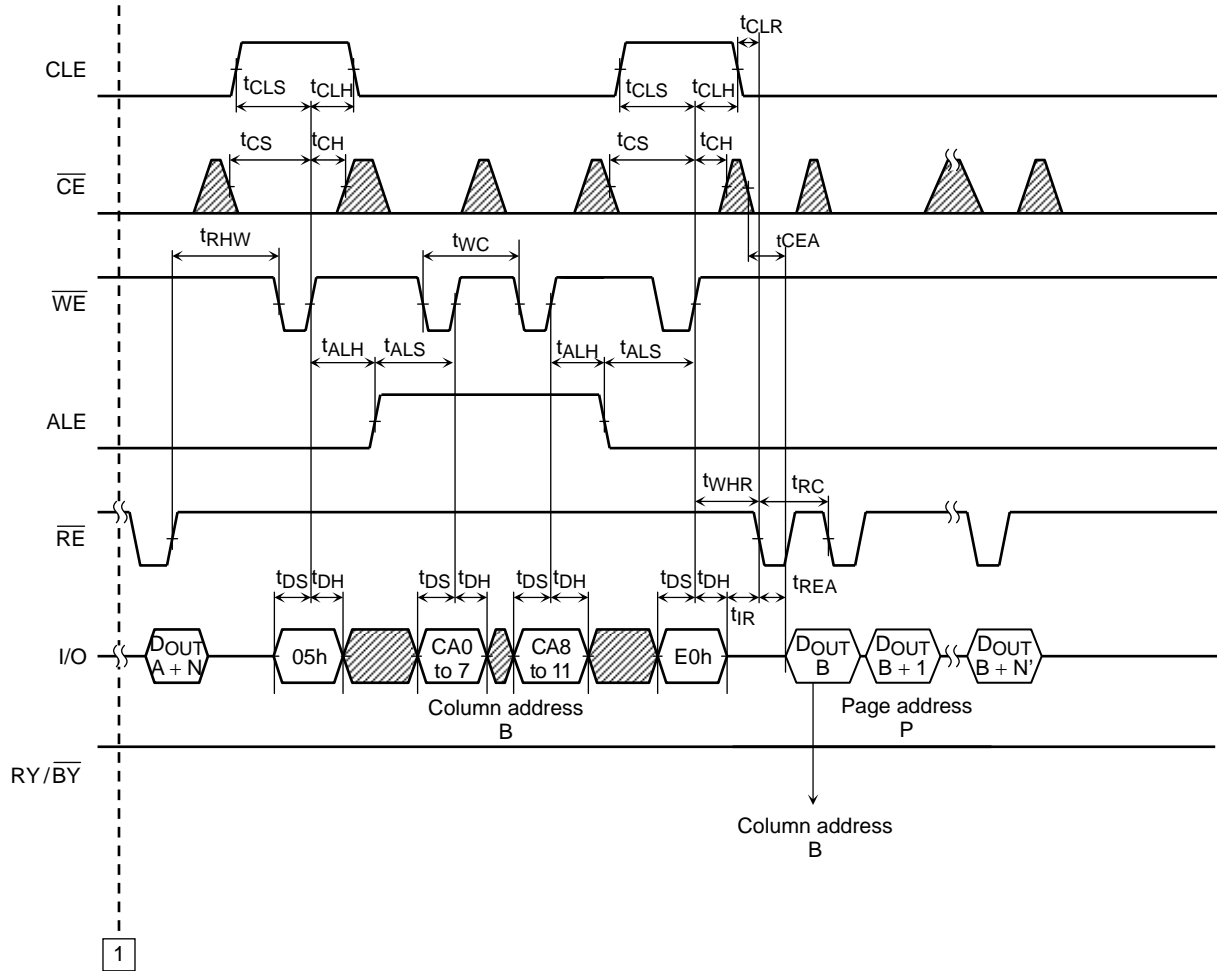 tCLR
CLE
tCLS tCLH tCLS tCLH
tCS tCH tCS tCH
CE
tRHW tWC tCEA
WE
tALH tALS tALH tALS
ALE
tWHR tRC
RE
tDS tDH tDS tDH tDS tDH tDS tDH tIR tREA
I/O
DOUT
A + N
05h
CA0
to 7
CA8
to 11
E0h
DOUT
B
DOUT
B + 1
DOUT
B + N’
Column address
B
Page address
P
RY/BY
Column address
B
1